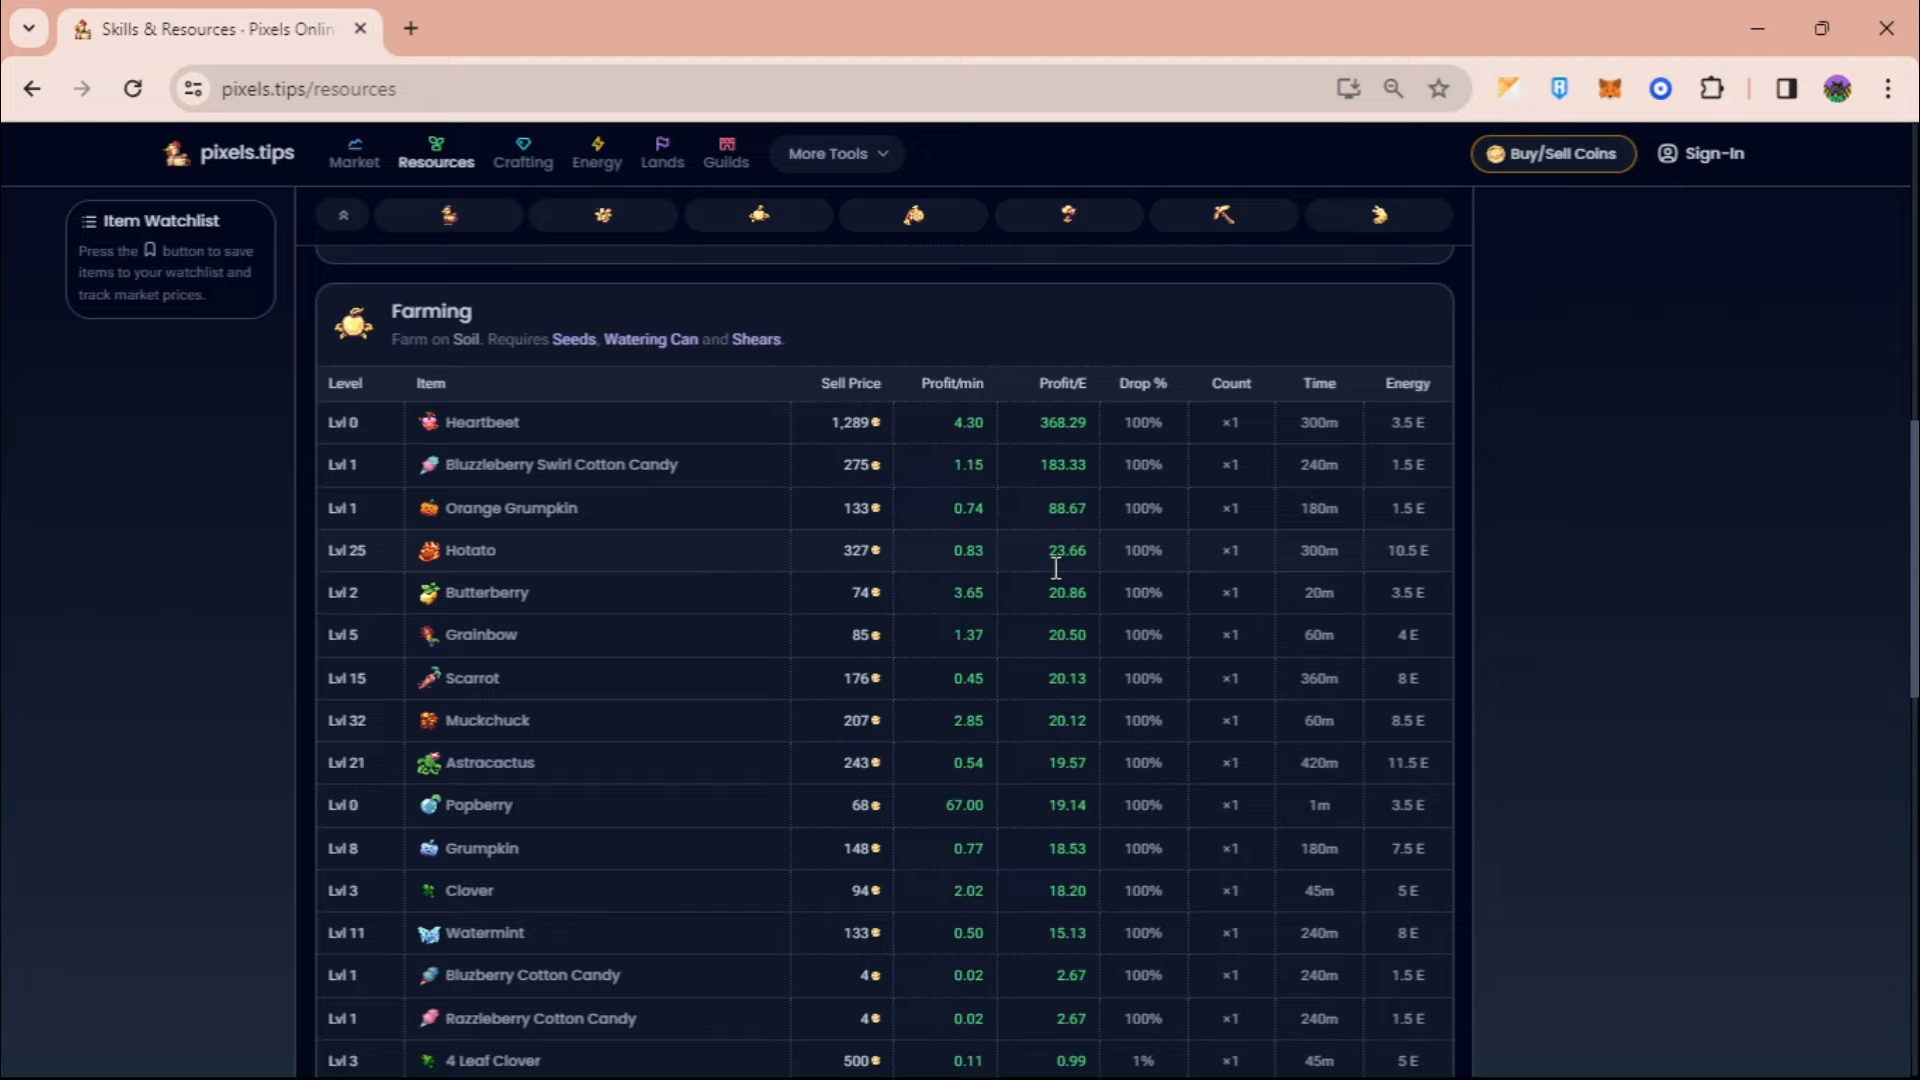 Skills & Resources - Pixels Onlin
pixels.tips/resources
pixels.tips
Market
Resources
Crafting
Energy
Lands
Guilds
More Tools
Buy/Sell Coins
Sign-In
Item Watchlist
Press the button to save
items to your watchlist and
track market prices.
Farming
Farm on Soil. Requires Seeds, Watering Can and Shears.
Level Item Sell Price Profit/min Profit/E Drop % Count Time Energy
Lvl 0 Heartbeet 1,289 4.30 368.29 100% ×1 300m 3.5 E
Lvl 1 Bluzzleberry Swirl Cotton Candy 275 1.15 183.33 100% ×1 240m 1.5 E
Lvl 1 Orange Grumpkin 133 0.74 88.67 100% ×1 180m 1.5 E
Lvl 25 Hotato 327 0.83 23.66 100% ×1 300m 10.5 E
Lvl 2 Butterberry 74 3.65 20.86 100% ×1 20m 3.5 E
Lvl 5 Grainbow 85 1.37 20.50 100% ×1 60m 4 E
Lvl 15 Scarrot 176 0.45 20.13 100% ×1 360m 8 E
Lvl 32 Muckchuck 207 2.85 20.12 100% ×1 60m 8.5 E
Lvl 21 Astracactus 243 0.54 19.57 100% ×1 420m 11.5 E
Lvl 0 Popberry 68 67.00 19.14 100% ×1 1m 3.5 E
Lvl 8 Grumpkin 148 0.77 18.53 100% ×1 180m 7.5 E
Lvl 3 Clover 94 2.02 18.20 100% ×1 45m 5 E
Lvl 11 Watermint 133 0.50 15.13 100% ×1 240m 8 E
Lvl 1 Bluzberry Cotton Candy 4 0.02 2.67 100% ×1 240m 1.5 E
Lvl 1 Razzleberry Cotton Candy 4 0.02 2.67 100% ×1 240m 1.5 E
Lvl 3 4 Leaf Clover 500 0.11 0.99 1% ×1 45m 5 E